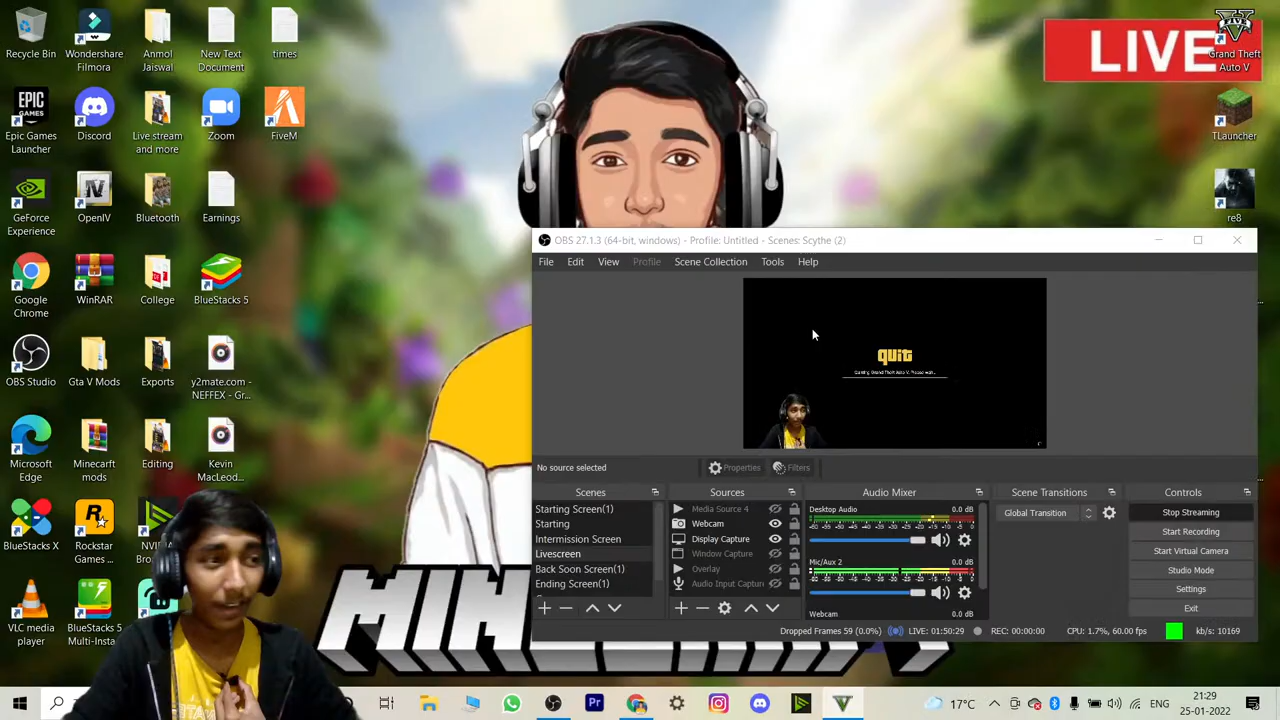 Recycle Bin
Wondershare
Filmora
Anmol
Jaiswal
New Text
Document
times
LIVE
Grand Theft
Auto V
Epic Games
Launcher
Discord
Live stream
and more
Zoom
FiveM
TLauncher
GeForce
Experience
OpenIV
Bluetooth
Earnings
re8
Google
Chrome
WinRAR
College
BlueStacks 5
OBS Studio
Gta V Mods
Exports
y2mate.com
- NEFFEX - Gr...
Microsoft
Edge
Minecarft
mods
Editing
Kevin
MacLeod...
BlueStacks X
Rockstar
Games ...
NVI
VLC media
player
BlueStacks 5
Multi-Insta
OBS 27.1.3 (64-bit, windows) - Profile: Untitled - Scenes: Scythe (2)
File Edit View Profile Scene Collection Tools Help
quit
No source selected
Properties
Filters
Scenes
Starting Screen(1)
Starting
Intermission Screen
Livescreen
Back Soon Screen(1)
Ending Screen(1)
Sources
Media Source 4
Webcam
Display Capture
Window Capture
Overlay
Audio Input Capture
Audio Mixer
Desktop Audio 0.0 dB
Mic/Aux 2 0.0 dB
Webcam 0.0 dB
Scene Transitions
Global Transition
Controls
Stop Streaming
Start Recording
Start Virtual Camera
Studio Mode
Settings
Exit
Dropped Frames 59 (0.0%) LIVE: 01:50:29 REC: 00:00:00 CPU: 1.7%, 60.00 fps kb/s: 10169
Pr
17°C
ENG
21:29
25-01-2022